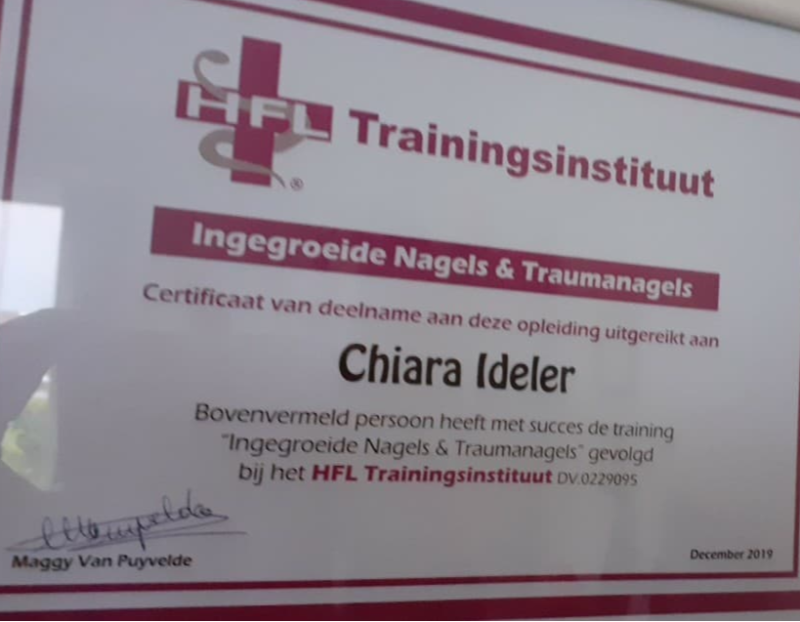 HFL Trainingsinstituut
®
Ingegroeide Nagels & Traumanagels
Certificaat van deelname aan deze opleiding uitgereikt aan
Chiara Ideler
Bovenvermeld persoon heeft met succes de training
"Ingegroeide Nagels & Traumanagels" gevolgd
bij het HFL Trainingsinstituut DV.0229095
Maggy Van Puyvelde
December 2019